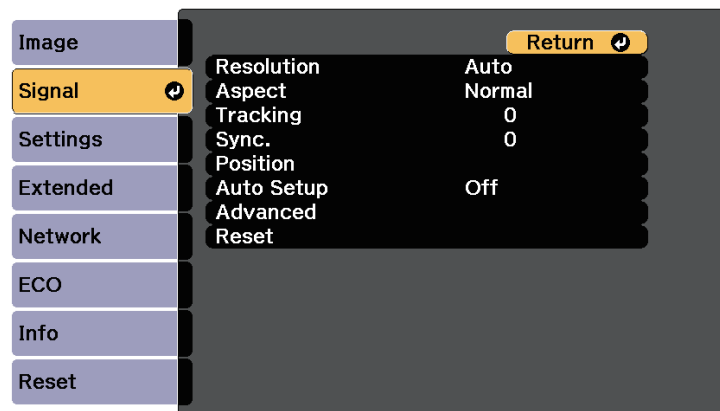 Image
Signal
Settings
Extended
Network
ECO
Info
Reset
Return
Resolution Auto
Aspect Normal
Tracking 0
Sync. 0
Position
Auto Setup Off
Advanced
Reset